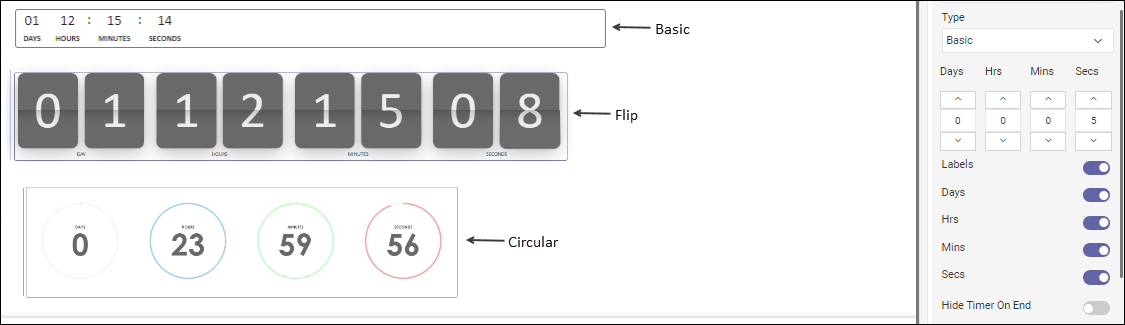 01 12 : 15 : 14
DAYS HOURS MINUTES SECONDS
Basic
0 1 1 2 1 5 0 8
DAY HOURS MINUTES SECONDS
Flip
DAYS HOURS MINUTES SECONDS
0 23 59 56
Circular
Type
Basic
Days Hrs Mins Secs
0 0 0 5
Labels
Days
Hrs
Mins
Secs
Hide Timer On End